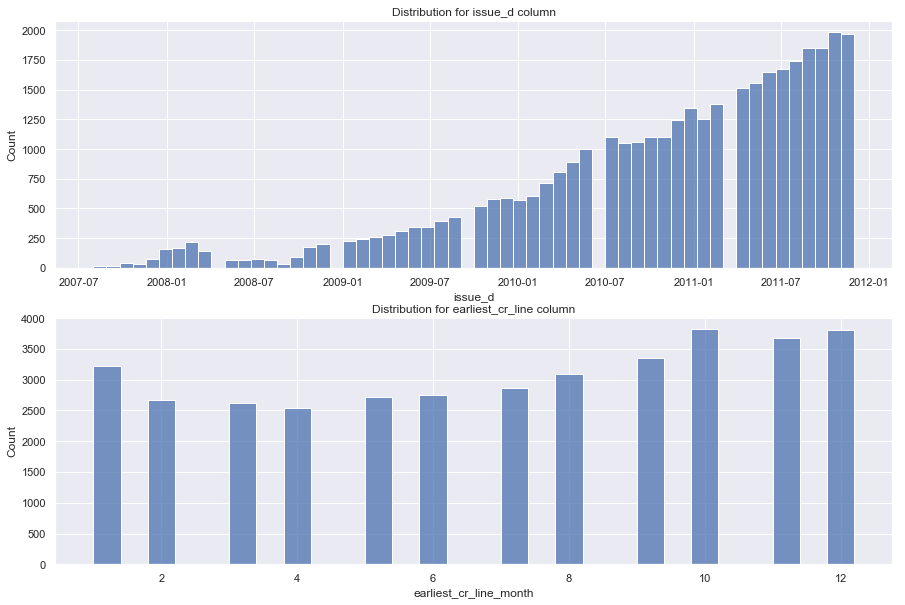 Distribution for issue_d column
2000
1750
1500
1250
1000
750
500
250
0
Count
2007-07 2008-01 2008-07 2009-01 2009-07 2010-01 2010-07 2011-01 2011-07 2012-01
issue_d
Distribution for earliest_cr_line column
4000
3500
3000
2500
2000
1500
1000
500
0
Count
2 4 6 8 10 12
earliest_cr_line_month